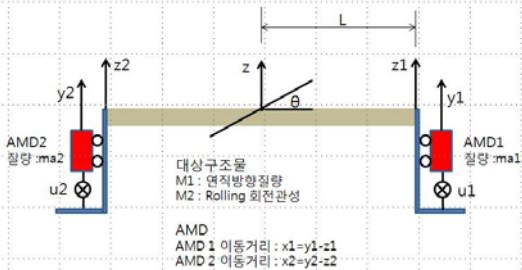 L
z2
z
z1
y2
θ
y1
AMD2
질량 :ma2
AMD1
질량 :ma1
u2
u1
대상구조물
M1 : 연직방향질량
M2 : Rolling 회전관성
AMD
AMD 1 이동거리 : x1=y1-z1
AMD 2 이동거리 : x2=y2-z2